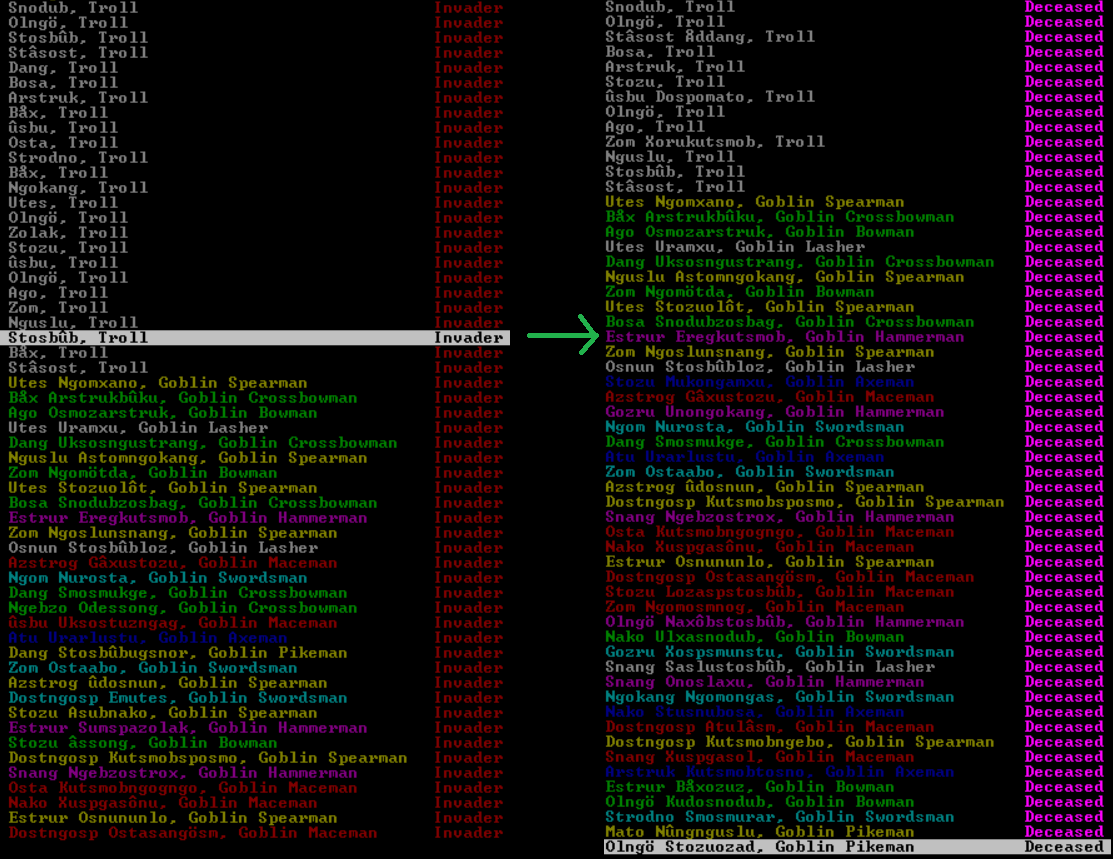 Snodub, Troll Invader
Olngö, Troll Invader
Stosbûb, Troll Invader
Stâsost, Troll Invader
Dang, Troll Invader
Bosa, Troll Invader
Arstruk, Troll Invader
Båx, Troll Invader
ûsbu, Troll Invader
Osta, Troll Invader
Strodno, Troll Invader
Båx, Troll Invader
Ngokang, Troll Invader
Utes, Troll Invader
Olngö, Troll Invader
Zolak, Troll Invader
Stozu, Troll Invader
ûsbu, Troll Invader
Olngö, Troll Invader
Ago, Troll Invader
Zom, Troll Invader
Nguslu, Troll Invader
Stosbûb, Troll Invader
Båx, Troll Invader
Stâsost, Troll Invader
Utes Ngomxano, Goblin Spearman Invader
Båx Arstrukbûku, Goblin Crossbowman Invader
Ago Osmozarstruk, Goblin Bowman Invader
Utes Uramxu, Goblin Lasher Invader
Dang Uksosngustrang, Goblin Crossbowman Invader
Nguslu Astomngokang, Goblin Spearman Invader
Zom Ngomötda, Goblin Bowman Invader
Utes Stozuolôt, Goblin Spearman Invader
Bosa Snodubzosbag, Goblin Crossbowman Invader
Estrur Eregkutsmob, Goblin Hammerman Invader
Zom Ngoslunsnang, Goblin Spearman Invader
Osnun Stosbûbloz, Goblin Lasher Invader
Azstrog Gâxustozu, Goblin Maceman Invader
Ngom Nurosta, Goblin Swordsman Invader
Dang Smosmukge, Goblin Crossbowman Invader
Ngebzo Odessong, Goblin Crossbowman Invader
ûsbu Uksostuzngag, Goblin Maceman Invader
Atu Urarlustu, Goblin Axeman Invader
Dang Stosbûbugsnor, Goblin Pikeman Invader
Zom Ostaabo, Goblin Swordsman Invader
Azstrog ûdosnun, Goblin Spearman Invader
Dostngosp Emutes, Goblin Swordsman Invader
Stozu Asubnako, Goblin Spearman Invader
Estrur Sumspazolak, Goblin Hammerman Invader
Stozu âssong, Goblin Bowman Invader
Dostngosp Kutsmobsposmo, Goblin Spearman Invader
Snang Ngebzostrox, Goblin Hammerman Invader
Osta Kutsmobngogngo, Goblin Maceman Invader
Nako Xuspgasônu, Goblin Maceman Invader
Estrur Osnununlo, Goblin Spearman Invader
Dostngosp Ostasangösm, Goblin Maceman Invader
Snodub, Troll Deceased
Olngö, Troll Deceased
Stâsost Åddang, Troll Deceased
Bosa, Troll Deceased
Arstruk, Troll Deceased
Stozu, Troll Deceased
ûsbu Dospomato, Troll Deceased
Olngö, Troll Deceased
Ago, Troll Deceased
Zom Xorukutsmob, Troll Deceased
Nguslu, Troll Deceased
Stosbûb, Troll Deceased
Stâsost, Troll Deceased
Utes Ngomxano, Goblin Spearman Deceased
Båx Arstrukbûku, Goblin Crossbowman Deceased
Ago Osmozarstruk, Goblin Bowman Deceased
Utes Uramxu, Goblin Lasher Deceased
Dang Uksosngustrang, Goblin Crossbowman Deceased
Nguslu Astomngokang, Goblin Spearman Deceased
Zom Ngomötda, Goblin Bowman Deceased
Utes Stozuolôt, Goblin Spearman Deceased
Bosa Snodubzosbag, Goblin Crossbowman Deceased
Estrur Eregkutsmob, Goblin Hammerman Deceased
Zom Ngoslunsnang, Goblin Spearman Deceased
Osnun Stosbûbloz, Goblin Lasher Deceased
Stozu Mukongamxu, Goblin Axeman Deceased
Azstrog Gâxustozu, Goblin Maceman Deceased
Gozru Unongokang, Goblin Hammerman Deceased
Ngom Nurosta, Goblin Swordsman Deceased
Dang Smosmukge, Goblin Crossbowman Deceased
Atu Urarlustu, Goblin Axeman Deceased
Zom Ostaabo, Goblin Swordsman Deceased
Azstrog ûdosnun, Goblin Spearman Deceased
Dostngosp Kutsmobsposmo, Goblin Spearman Deceased
Snang Ngebzostrox, Goblin Hammerman Deceased
Osta Kutsmobngogngo, Goblin Maceman Deceased
Nako Xuspgasônu, Goblin Maceman Deceased
Estrur Osnununlo, Goblin Spearman Deceased
Dostngosp Ostasangösm, Goblin Maceman Deceased
Stozu Lozaspstosbûb, Goblin Maceman Deceased
Zom Ngomosmnog, Goblin Maceman Deceased
Olngö Naxôbstosbûb, Goblin Hammerman Deceased
Nako Ulxasnodub, Goblin Bowman Deceased
Gozru Xospsmunstu, Goblin Swordsman Deceased
Snang Saslustosbûb, Goblin Lasher Deceased
Snang Onoslaxu, Goblin Hammerman Deceased
Ngokang Ngomongas, Goblin Swordsman Deceased
Nako Stusnubosa, Goblin Axeman Deceased
Dostngosp Atulâsm, Goblin Maceman Deceased
Dostngosp Kutsmobngebo, Goblin Spearman Deceased
Snang Xuspgasol, Goblin Maceman Deceased
Arstruk Kutsmobtosno, Goblin Axeman Deceased
Estrur Båxozuz, Goblin Bowman Deceased
Olngö Kudosnodub, Goblin Bowman Deceased
Strodno Smosmurar, Goblin Swordsman Deceased
Mato Nûngnguslu, Goblin Pikeman Deceased
Olngö Stozuozad, Goblin Pikeman Deceased